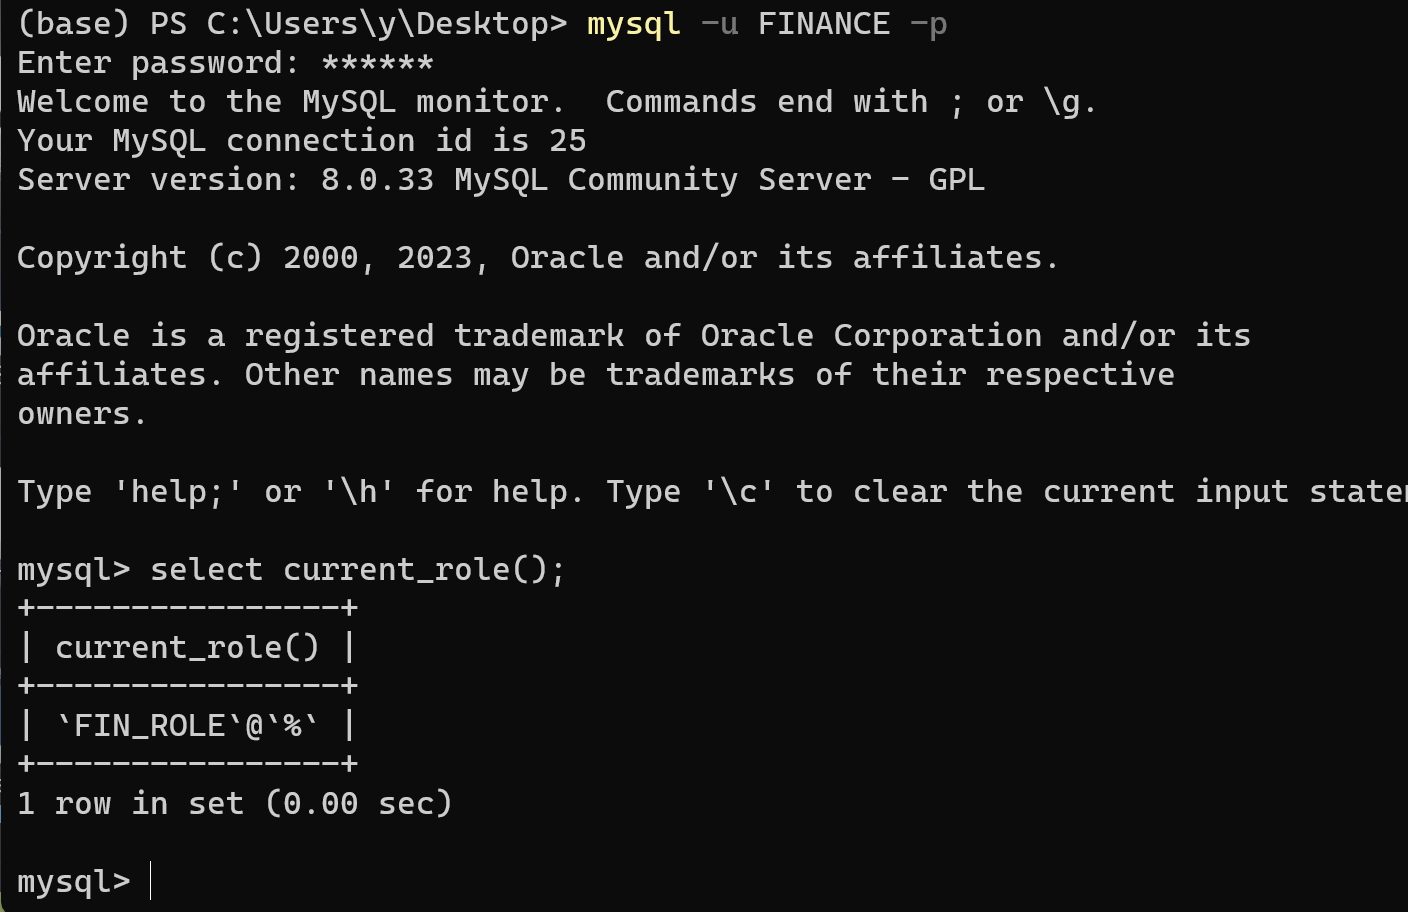 (base) PS C:\Users\y\Desktop> mysql -u FINANCE -p
Enter password: ******
Welcome to the MySQL monitor.  Commands end with ; or \g.
Your MySQL connection id is 25
Server version: 8.0.33 MySQL Community Server - GPL
Copyright (c) 2000, 2023, Oracle and/or its affiliates.
Oracle is a registered trademark of Oracle Corporation and/or its
affiliates. Other names may be trademarks of their respective
owners.
Type 'help;' or '\h' for help. Type '\c' to clear the current input
mysql> select current_role();
+----------------+
| current_role() |
+----------------+
| `FIN_ROLE`@`%` |
+----------------+
1 row in set (0.00 sec)
mysql>